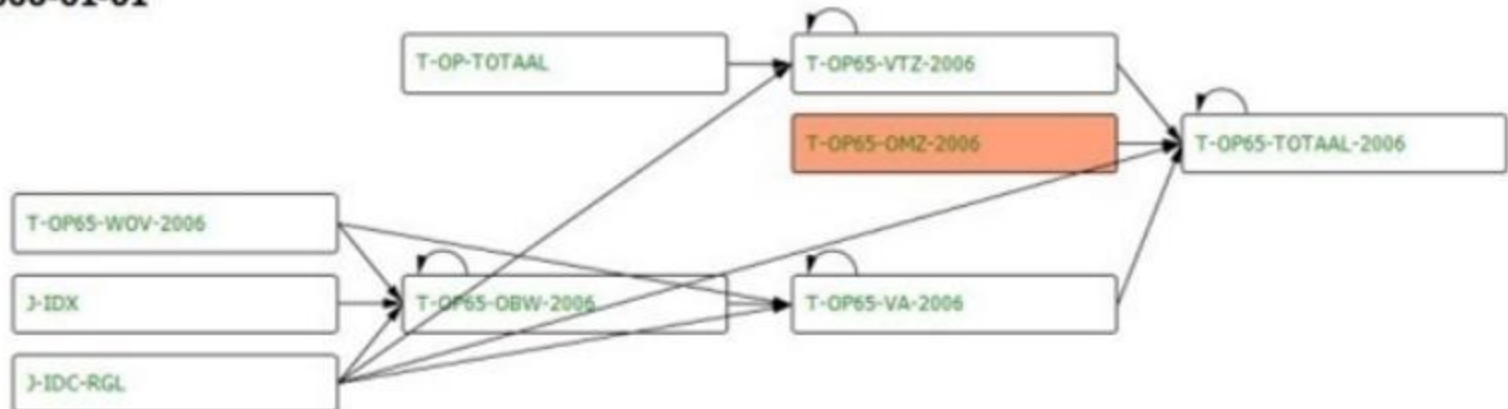 T-OP-TOTAAL
T-OP65-VTZ-2006
T-OP65-OMZ-2006
T-OP65-TOTAAL-2006
T-OP65-WOV-2006
J-IDX
T-OP65-OBW-2006
T-OP65-VA-2006
J-IDC-RGL